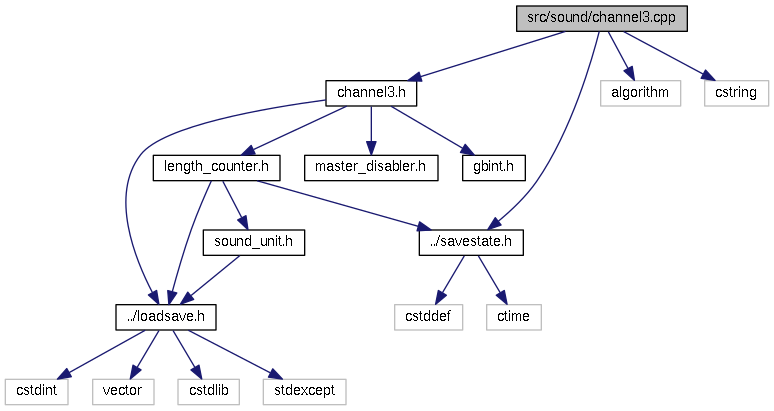 src/sound/channel3.cpp
channel3.h
algorithm
cstring
length_counter.h
master_disabler.h
gbint.h
sound_unit.h
../savestate.h
../loadsave.h
cstddef
ctime
cstdint
vector
cstdlib
stdexcept